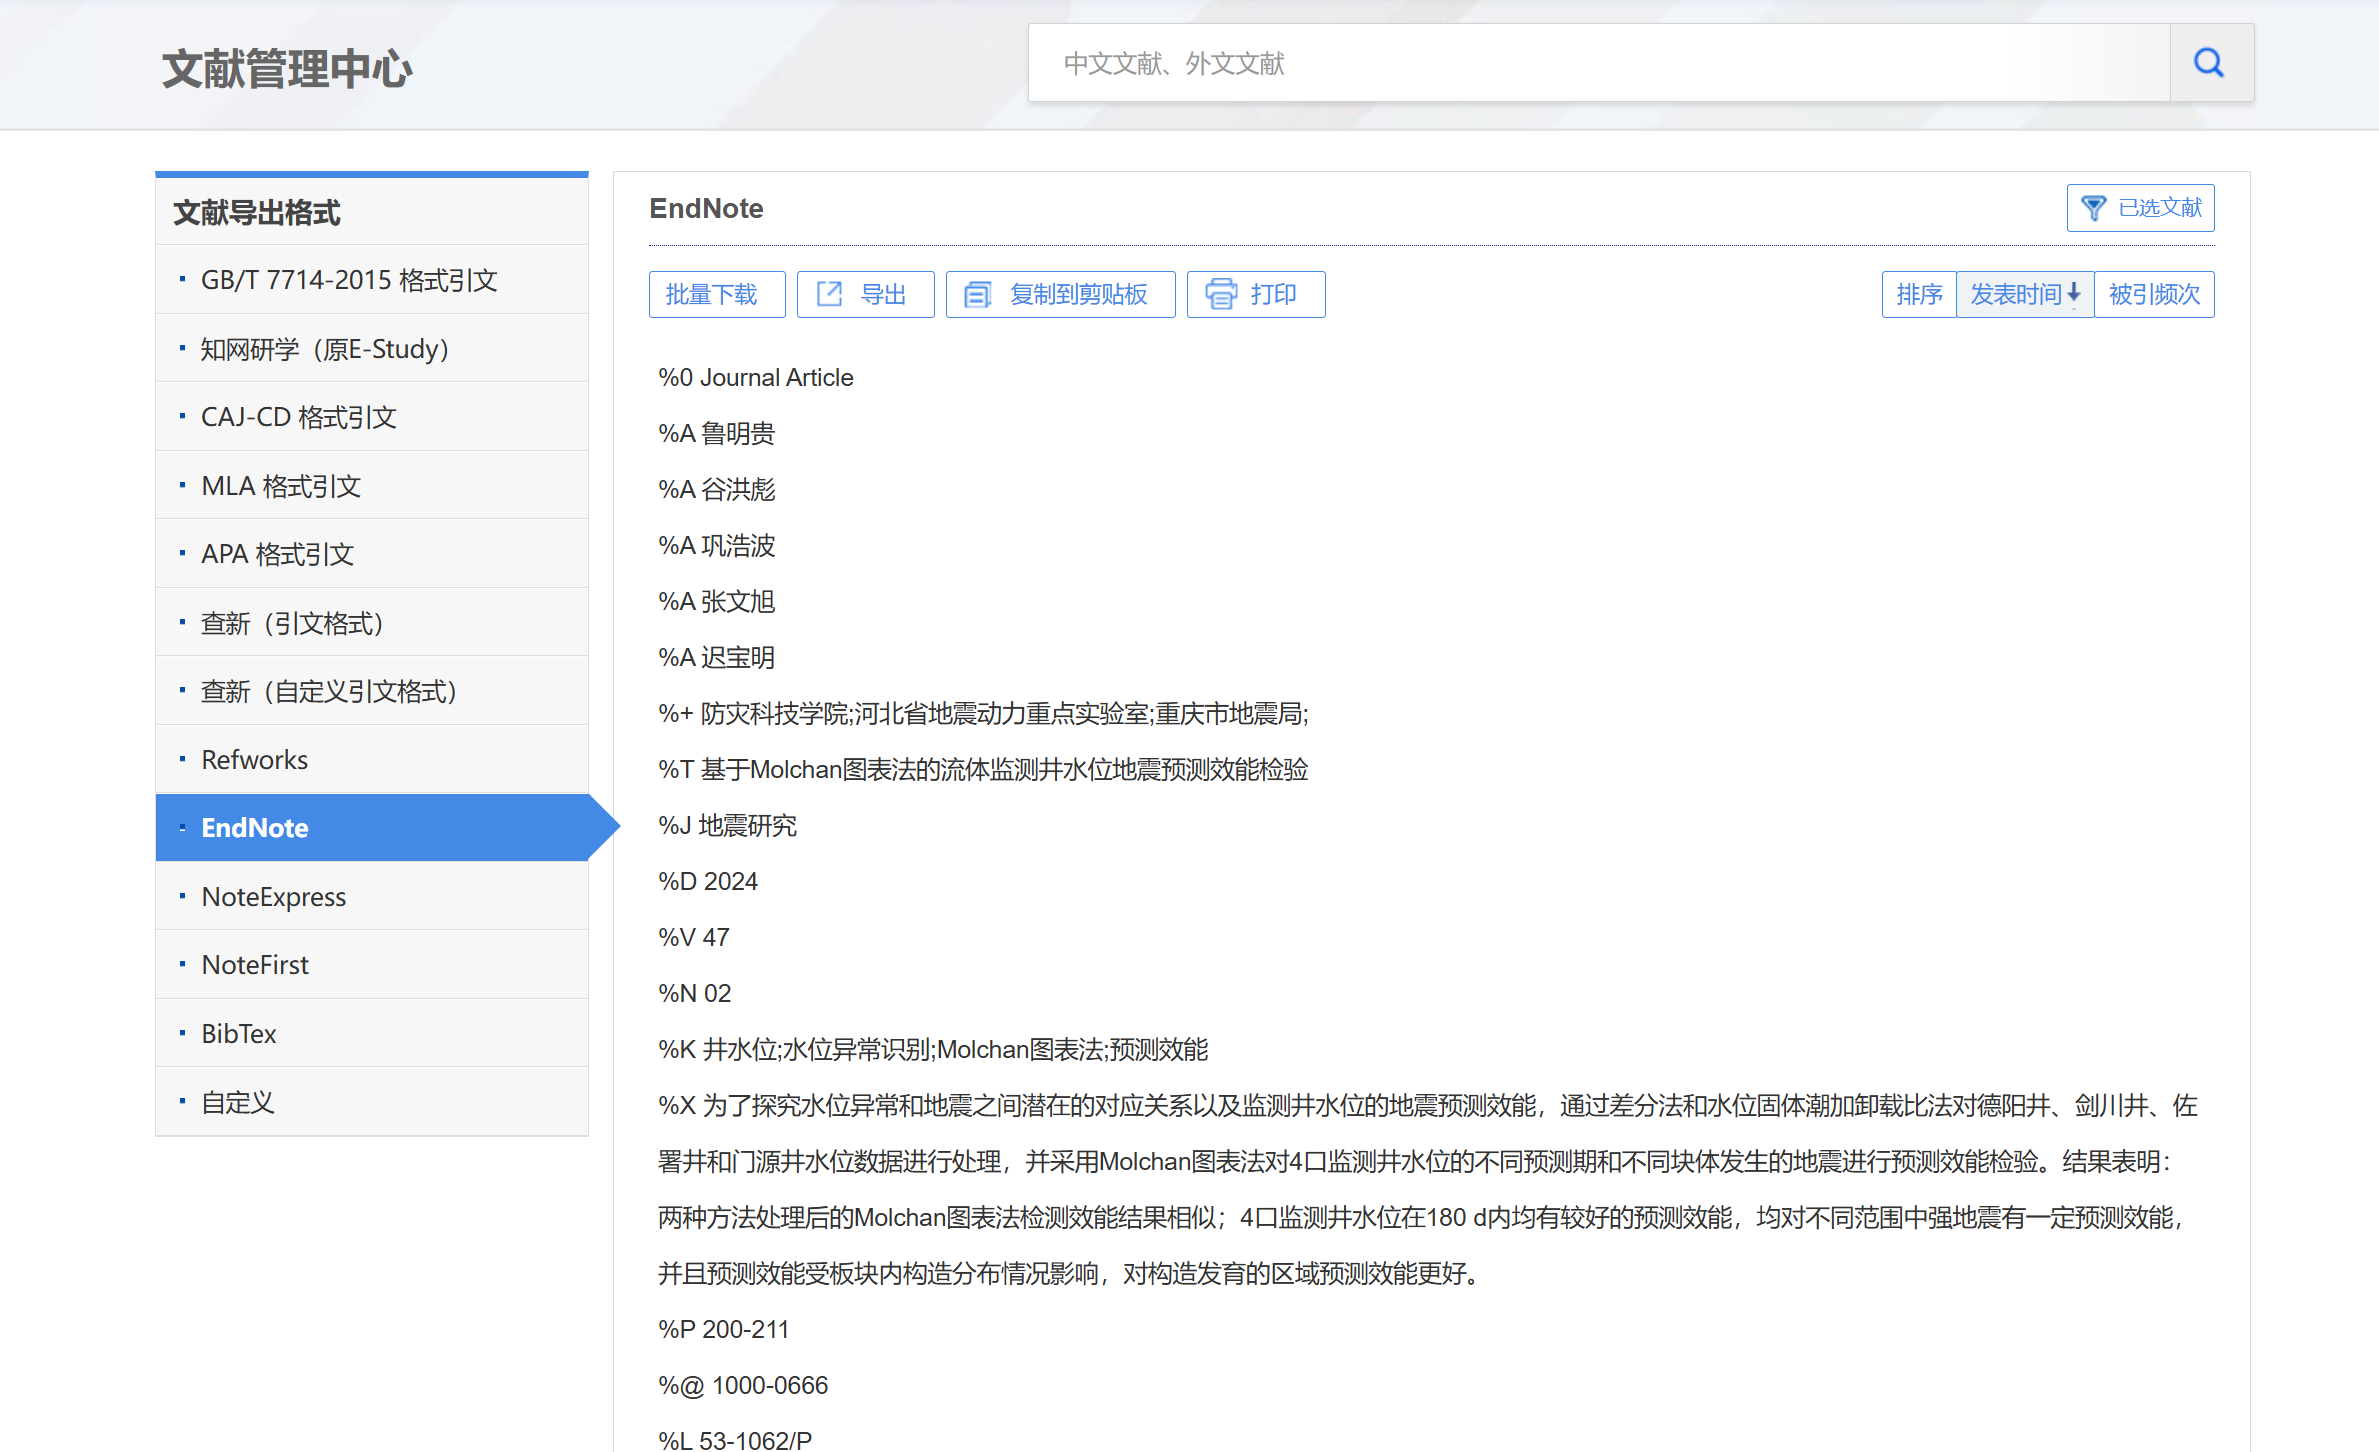 文献管理中心
中文文献、外文文献
文献导出格式
GB/T 7714-2015 格式引文
知网研学（原E-Study）
CAJ-CD 格式引文
MLA 格式引文
APA 格式引文
查新（引文格式）
查新（自定义引文格式）
Refworks
EndNote
NoteExpress
NoteFirst
BibTex
自定义
EndNote
已选文献
批量下载 导出 复制到剪贴板 打印
排序 发表时间 被引频次
%0 Journal Article
%A 鲁明贵
%A 谷洪彪
%A 巩浩波
%A 张文旭
%A 迟宝明
%+ 防灾科技学院;河北省地震动力重点实验室;重庆市地震局;
%T 基于Molchan图表法的流体监测井水位地震预测效能检验
%J 地震研究
%D 2024
%V 47
%N 02
%K 井水位;水位异常识别;Molchan图表法;预测效能
%X 为了探究水位异常和地震之间潜在的对应关系以及监测井水位的地震预测效能，通过差分法和水位固体潮加卸载比法对德阳井、剑川井、佐
署井和门源井水位数据进行处理，并采用Molchan图表法对4口监测井水位的不同预测期和不同块体发生的地震进行预测效能检验。结果表明：
两种方法处理后的Molchan图表法检测效能结果相似；4口监测井水位在180 d内均有较好的预测效能，均对不同范围中强地震有一定预测效能，
并且预测效能受板块内构造分布情况影响，对构造发育的区域预测效能更好。
%P 200-211
%@ 1000-0666
%L 53-1062/P